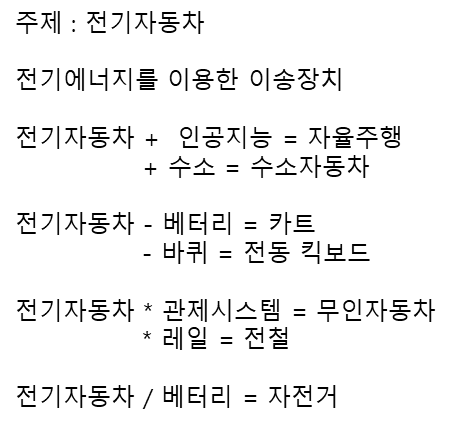 주제 : 전기자동차
전기에너지를 이용한 이송장치
전기자동차 + 인공지능 = 자율주행
+ 수소 = 수소자동차
전기자동차 - 베터리 = 카트
- 바퀴 = 전동 킥보드
전기자동차 * 관제시스템 = 무인자동차
* 레일 = 전철
전기자동차 / 베터리 = 자전거